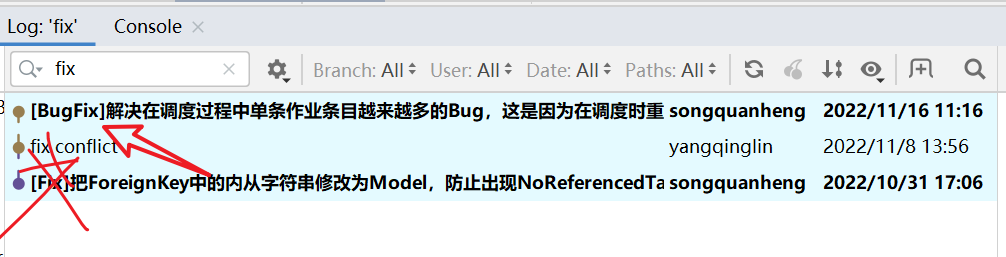 Log: 'fix' Console
fix Branch: All User: All Date: All Paths: All
[BugFix]解决在调度过程中单条作业条目越来越多的Bug，这是因为在调度时重 songquanheng 2022/11/16 11:16
fix conflict yangqinglin 2022/11/8 13:56
[Fix]把ForeignKey中的内从字符串修改为Model，防止出现NoReferencedTa songquanheng 2022/10/31 17:06